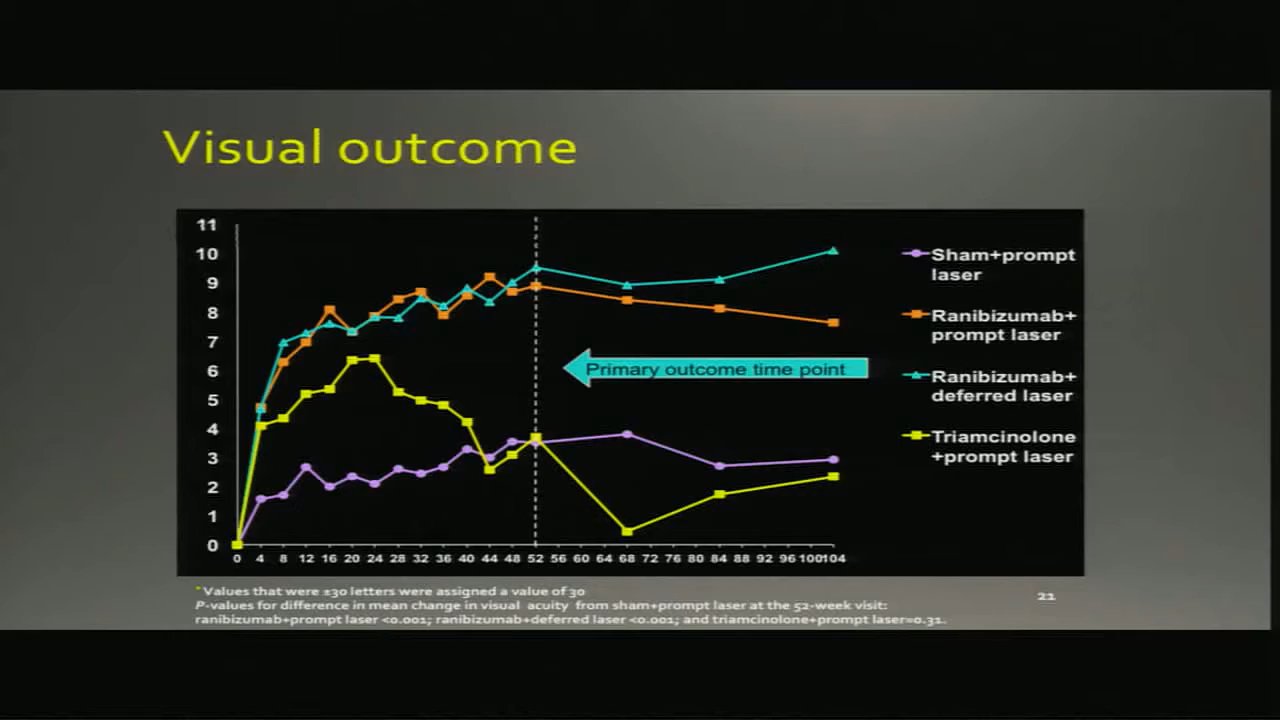 Visual outcome
11
10
9
8
7
6
5
4
3
2
1
0
0 4 8 12 16 20 24 28 32 36 40 44 48 52 56 60 64 68 72 76 80 84 88 92 96 100104
Primary outcome time point
Sham+prompt
laser
Ranibizumab+
prompt laser
Ranibizumab+
deferred laser
Triamcinolone
+prompt laser
*Values that were ±30 letters were assigned a value of 30
P-values for difference in mean change in visual acuity from sham+prompt laser at the 52-week visit:
ranibizumab+prompt laser <0.001; ranibizumab+deferred laser <0.001; and triamcinolone+prompt laser=0.31.
21